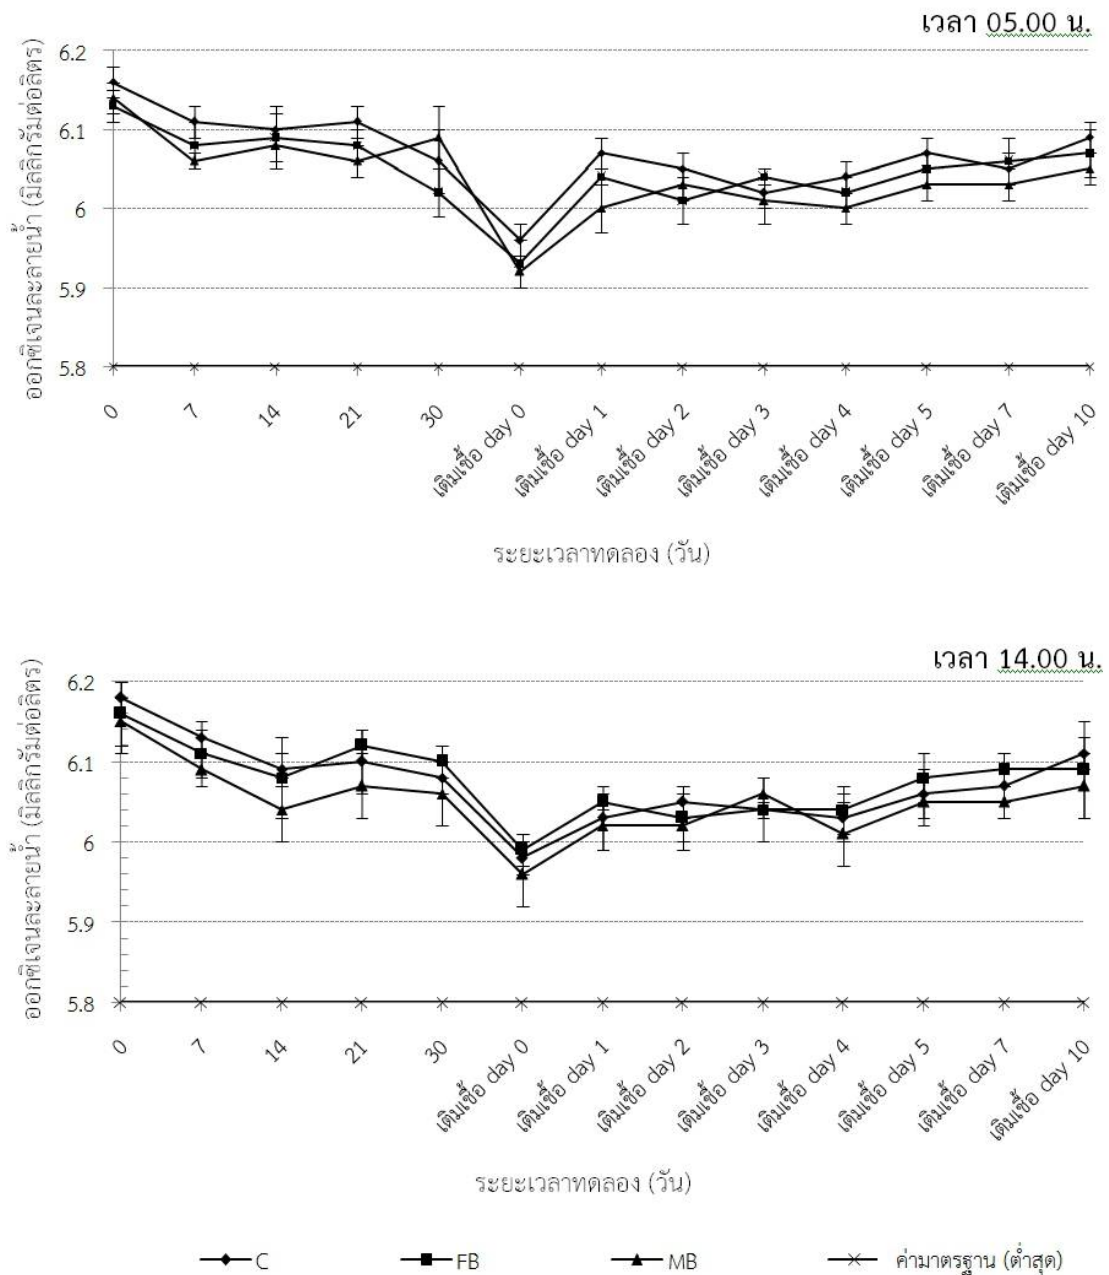 เวลา 05.00 น.
ออกซิเจนละลายน้ำ (มิลลิกรัมต่อลิตร)
6.2
6.1
6
5.9
5.8
0
7
14
21
30
เติมเชื้อ day 0
เติมเชื้อ day 1
เติมเชื้อ day 2
เติมเชื้อ day 3
เติมเชื้อ day 4
เติมเชื้อ day 5
เติมเชื้อ day 7
เติมเชื้อ day 10
ระยะเวลาทดลอง (วัน)
เวลา 14.00 น.
ออกซิเจนละลายน้ำ (มิลลิกรัมต่อลิตร)
6.2
6.1
6
5.9
5.8
0
7
14
21
30
เติมเชื้อ day 0
เติมเชื้อ day 1
เติมเชื้อ day 2
เติมเชื้อ day 3
เติมเชื้อ day 4
เติมเชื้อ day 5
เติมเชื้อ day 7
เติมเชื้อ day 10
ระยะเวลาทดลอง (วัน)
C FB MB ค่ามาตรฐาน (ต่ำสุด)